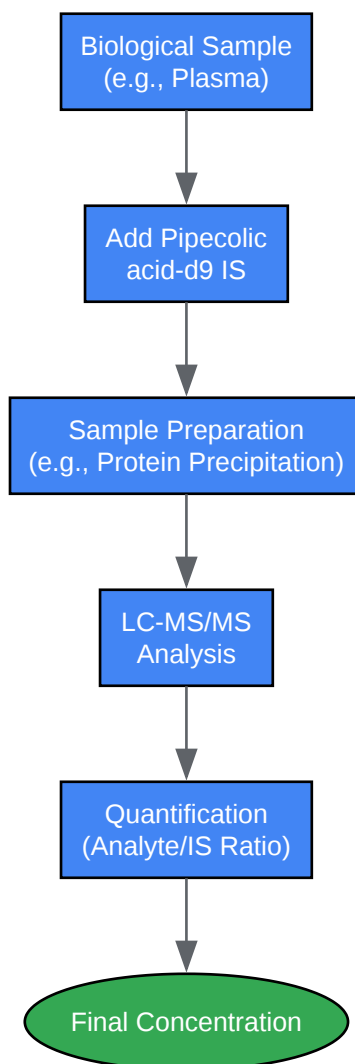 Biological Sample
(e.g., Plasma)
Add Pipecolic
acid-d9 IS
Sample Preparation
(e.g., Protein Precipitation)
LC-MS/MS
Analysis
Quantification
(Analyte/IS Ratio)
Final Concentration